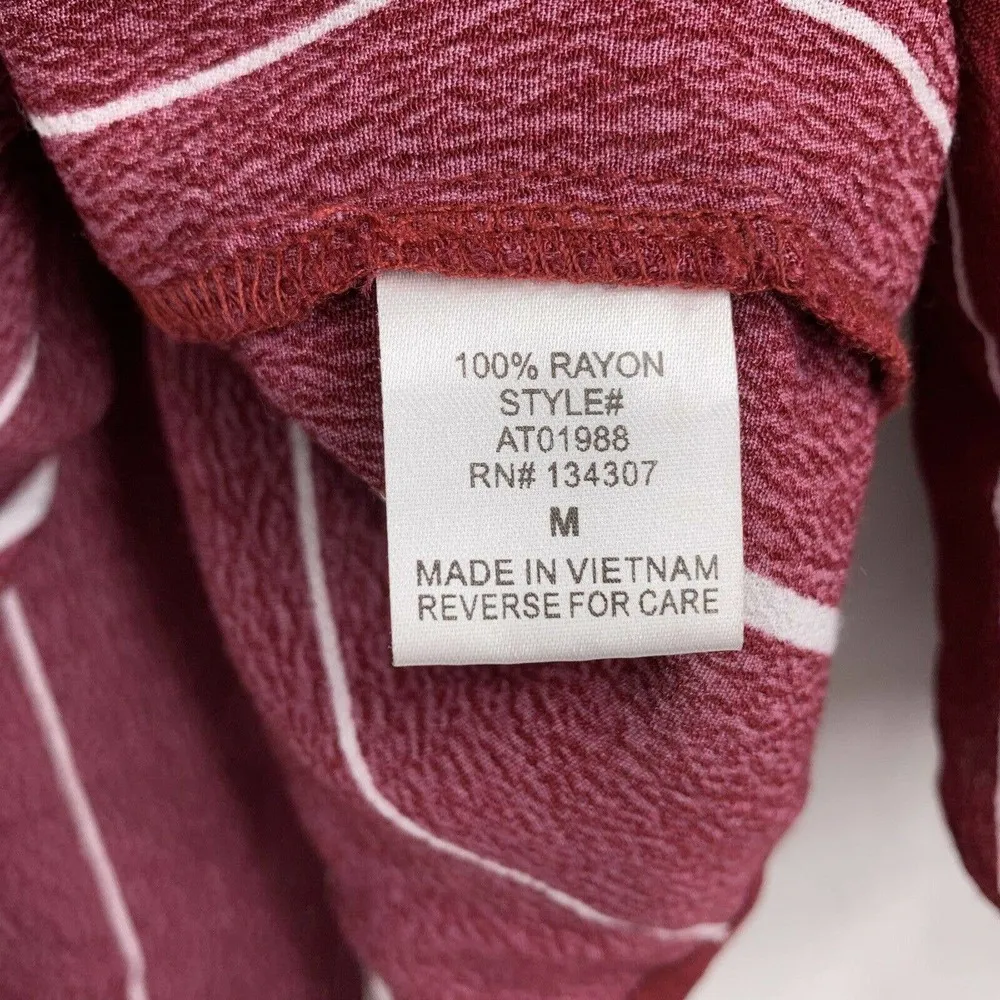 100% RAYON
STYLE#
AT01988
RN# 134307
M
MADE IN VIETNAM
REVERSE FOR CARE